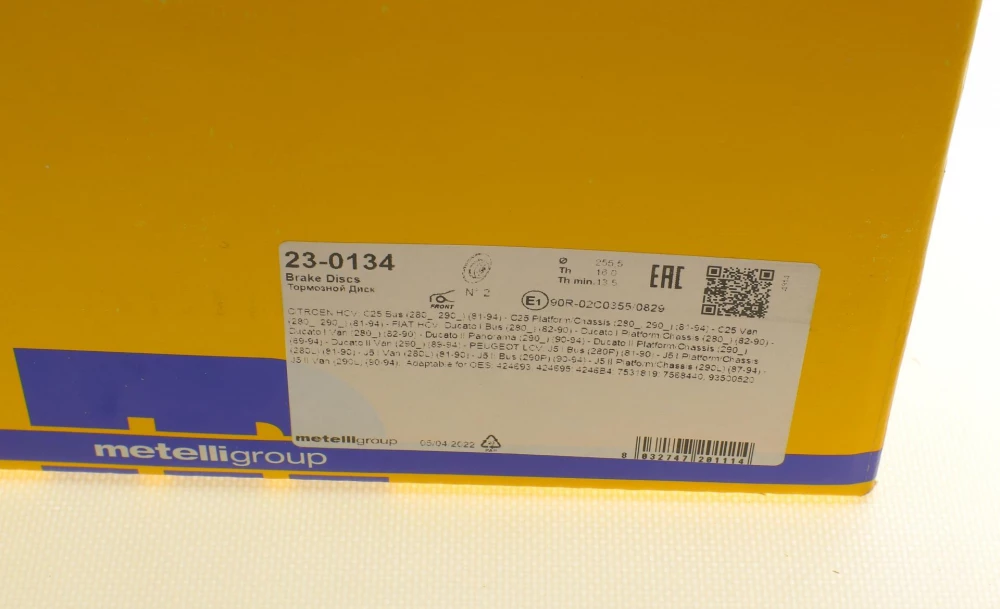 23-0134
Brake Discs
Тормозной Диск
FRONT
N° 2
Ø 255.5
Th 16.0
Th min. 13.5
EAC
E1 90R-02C0355/0829
CITROEN HCV: C25 Bus (280_, 290_) (81-94) - C25 Platform/Chassis (280_, 290_) (81-94) - C25 Van
(280_, 290_) (81-94) - FIAT HCV: Ducato I Bus (280_) (82-90) - Ducato I Platform/Chassis (280_) (82-90) -
Ducato I Van (280_) (82-90) - Ducato II Panorama (290_) (90-94) - Ducato II Platform/Chassis (290_)
(89-94) - Ducato II Van (290_) (89-94) - PEUGEOT LCV: J5 I Bus (280P) (81-90) - J5 I Platform/Chassis
(280L) (81-90) - J5 I Van (280L) (81-90) - J5 II Bus (290P) (90-94) - J5 II Platform/Chassis (290L) (87-94) -
J5 II Van (290L) (90-94). Adaptable for OES: 424693, 424695, 4246B4, 7531819, 7568440, 93500520
metelligroup
05/04.2022
8 032747 201114
metelligroup